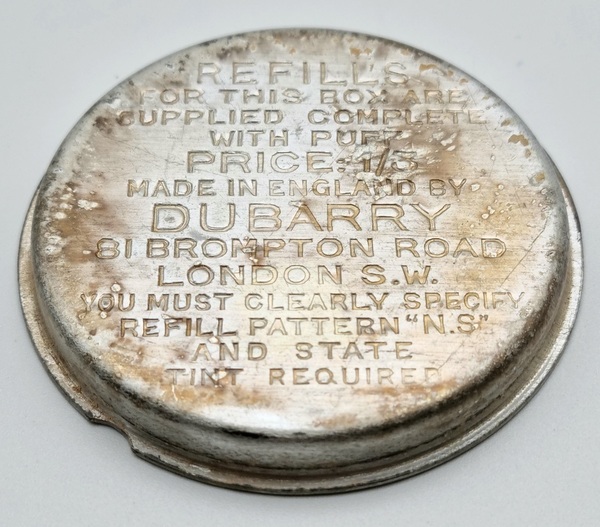 REFILLS
FOR THIS BOX ARE
SUPPLIED COMPLETE
WITH PUFF
PRICE 1/3
MADE IN ENGLAND BY
DUBARRY
81 BROMPTON ROAD
LONDON S.W.
YOU MUST CLEARLY SPECIFY
REFILL PATTERN "N.S"
AND STATE
TINT REQUIRED